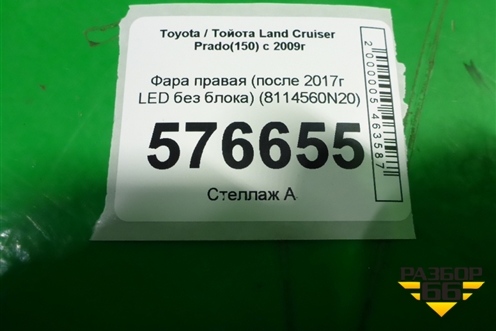 Toyota / Тойота Land Cruiser
Prado(150) с 2009г
Фара правая (после 2017г
LED без блока) (8114560N20)
576655
Стеллаж А
2000005463587
РАЗБОР
66